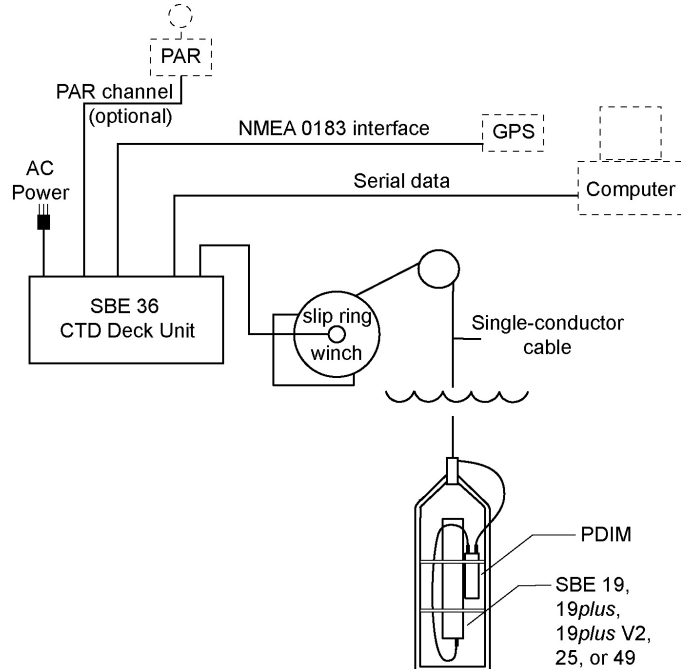 PAR
PAR channel
(optional)
NMEA 0183 interface
GPS
AC
Power
Serial data
Computer
SBE 36
CTD Deck Unit
slip ring
winch
Single-conductor
cable
PDIM
SBE 19,
19plus,
19plus V2,
25, or 49